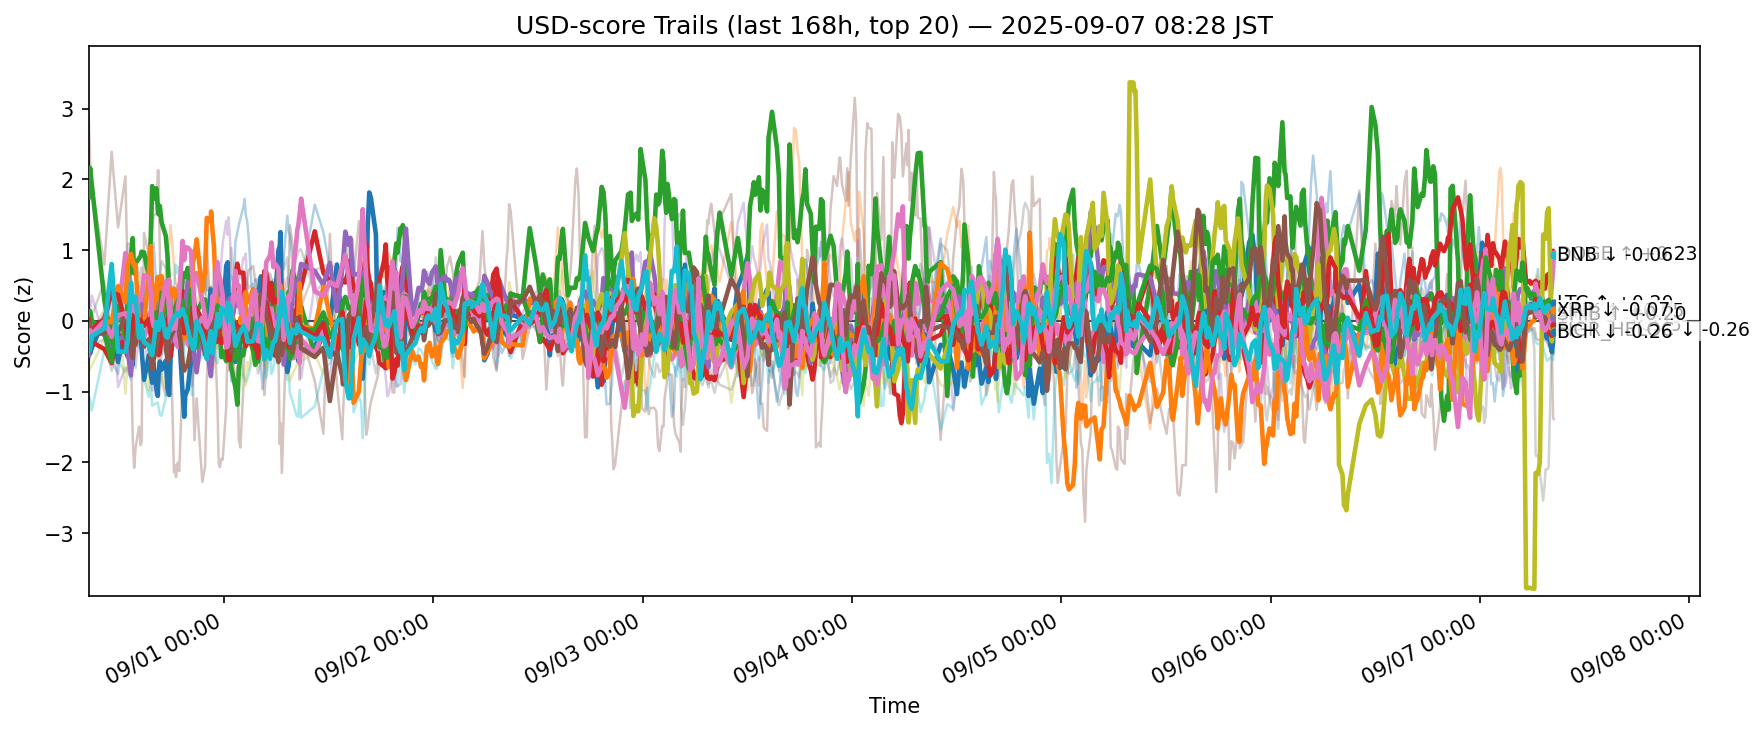 USD-score Trails (last 168h, top 20) — 2025-09-07 08:28 JST
Score (z)
3
2
1
0
−1
−2
−3
BNB ↓ -0.06
XRP ↓ -0.07
BCH ↓ -0.26
↓ -0.26
09/01 00:00
09/02 00:00
09/03 00:00
09/04 00:00
09/05 00:00
09/06 00:00
09/07 00:00
09/08 00:00
Time